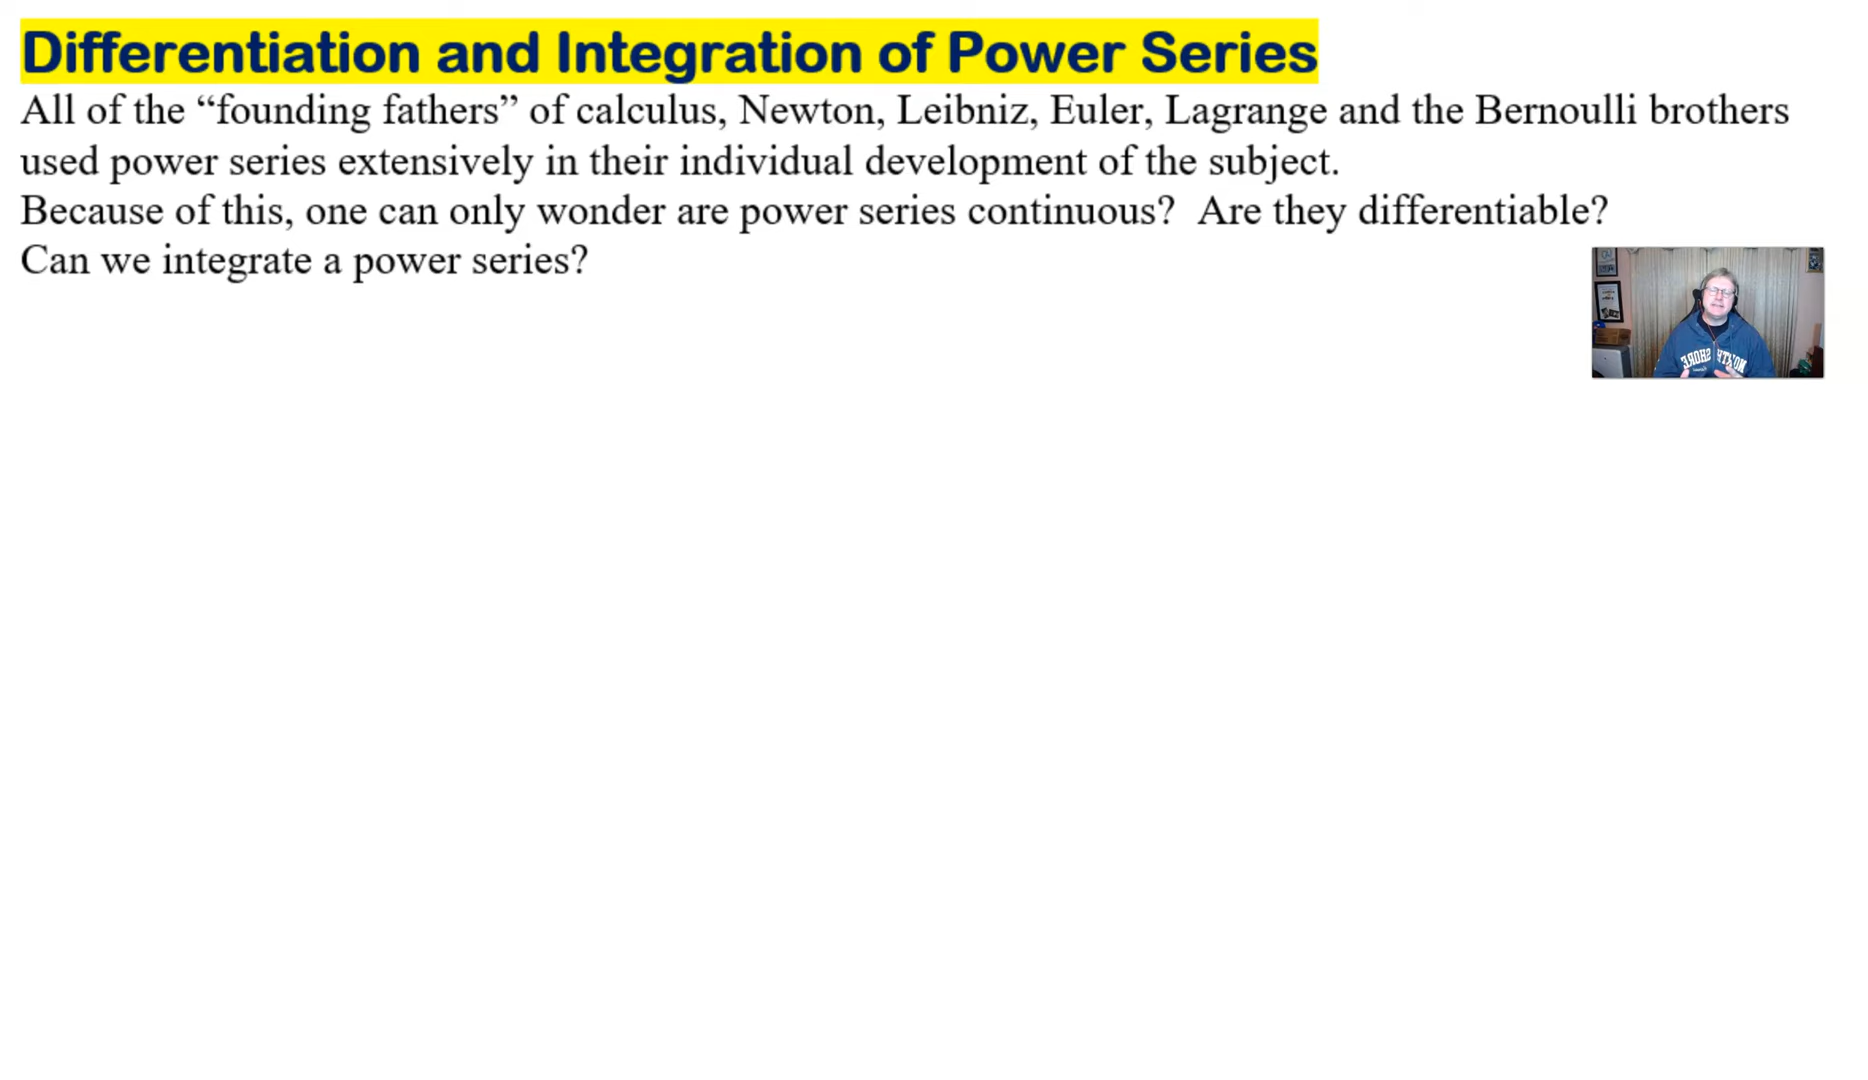 Differentiation and Integration of Power Series
All of the “founding fathers” of calculus, Newton, Leibniz, Euler, Lagrange and the Bernoulli brothers
used power series extensively in their individual development of the subject.
Because of this, one can only wonder are power series continuous?  Are they differentiable?
Can we integrate a power series?
NORTH SHORE